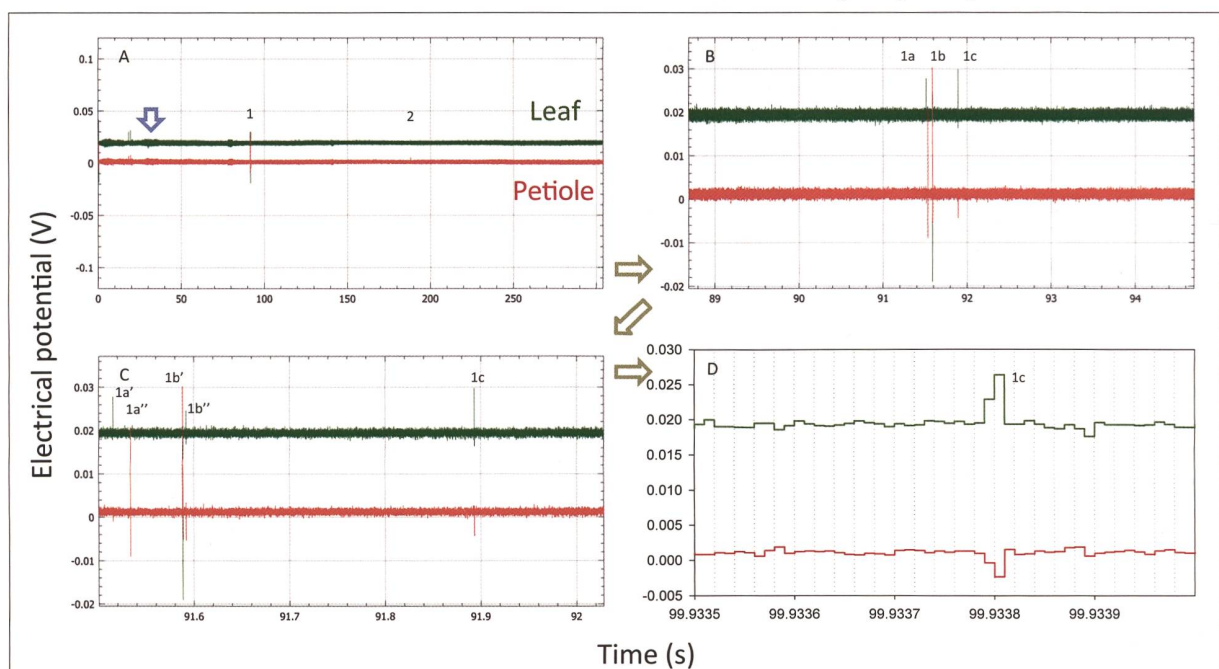 Electrical potential (V)
A
0.1
0.05
0
-0.05
-0.1
1
2
Leaf
Petiole
0 50 100 150 200 250
B
1a 1b 1c
0.03
0.02
0.01
0
-0.01
-0.02
89 90 91 92 93 94
C
1a' 1b' 1c
1a'' 1b''
0.03
0.02
0.01
0
-0.01
-0.02
91.6 91.7 91.8 91.9 92
D
1c
0.030
0.025
0.020
0.015
0.010
0.005
0.000
-0.005
99.9335 99.9336 99.9337 99.9338 99.9339
Time (s)